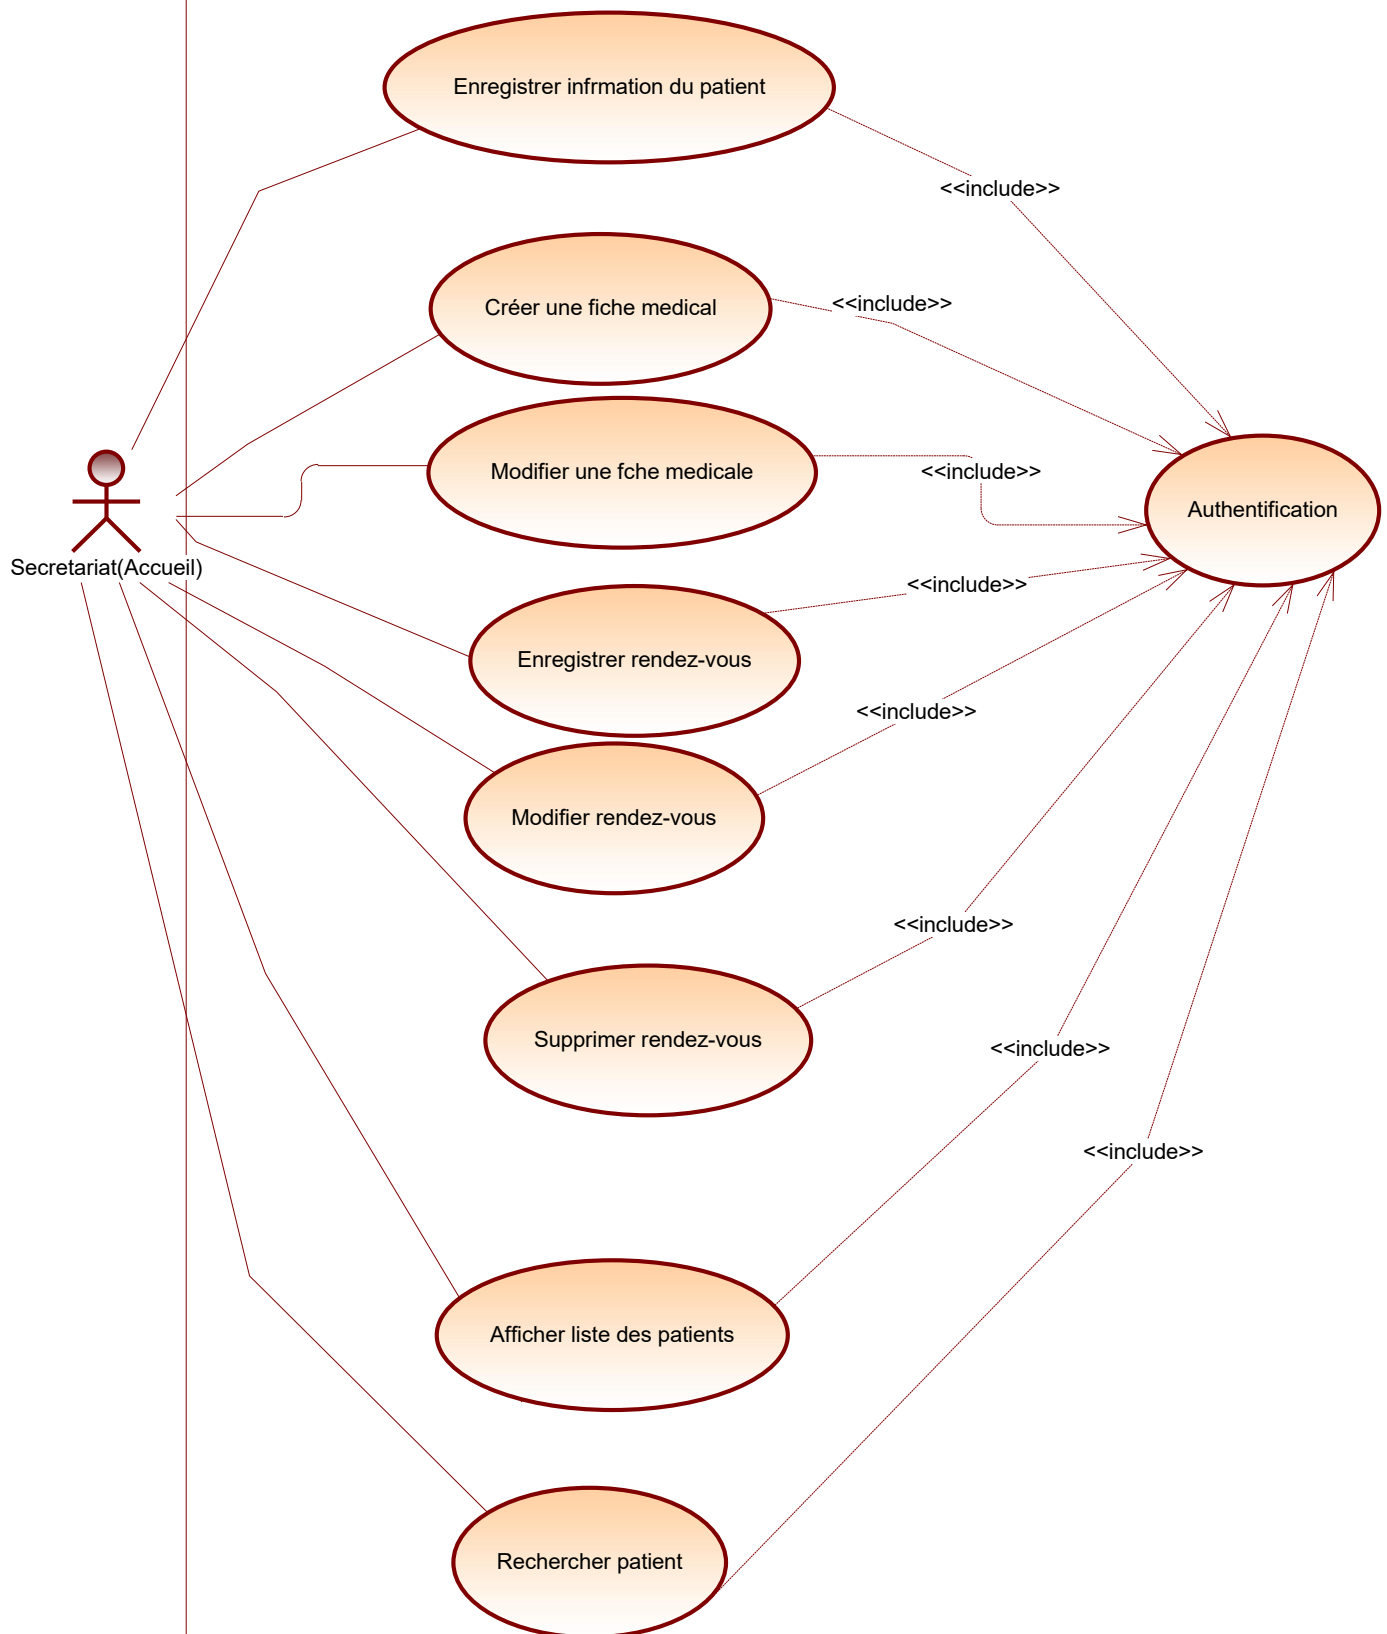 Enregistrer infrmation du patient
<<include>>
Créer une fiche medical
<<include>>
Modifier une fche medicale
<<include>>
Authentification
Secretariat(Accueil)
<<include>>
Enregistrer rendez-vous
<<include>>
Modifier rendez-vous
<<include>>
Supprimer rendez-vous
<<include>>
<<include>>
Afficher liste des patients
Rechercher patient